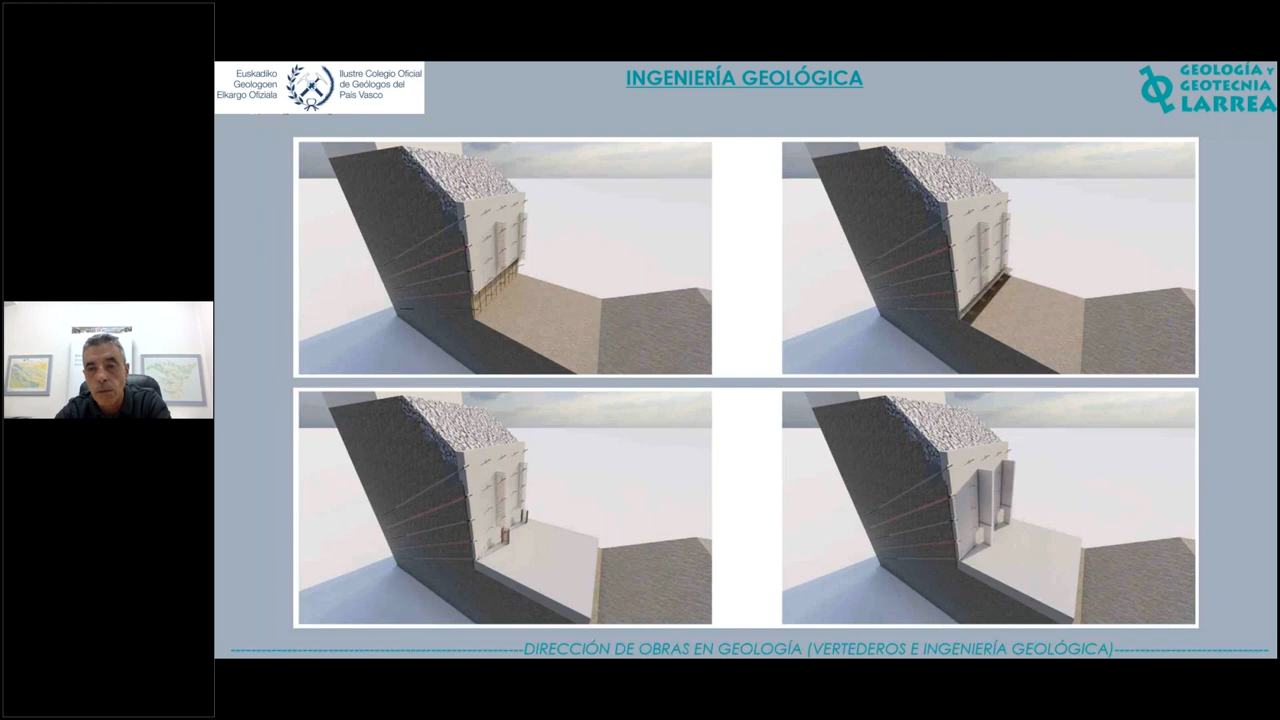 Euskadiko
Geologoen
Elkargo Ofiziala
Ilustre Colegio Oficial
de Geólogos del
País Vasco
INGENIERÍA GEOLÓGICA
GEOLOGÍA Y
GEOTECNIA
LARREA
DIRECCIÓN DE OBRAS EN GEOLOGÍA (VERTEDEROS E INGENIERÍA GEOLÓGICA)